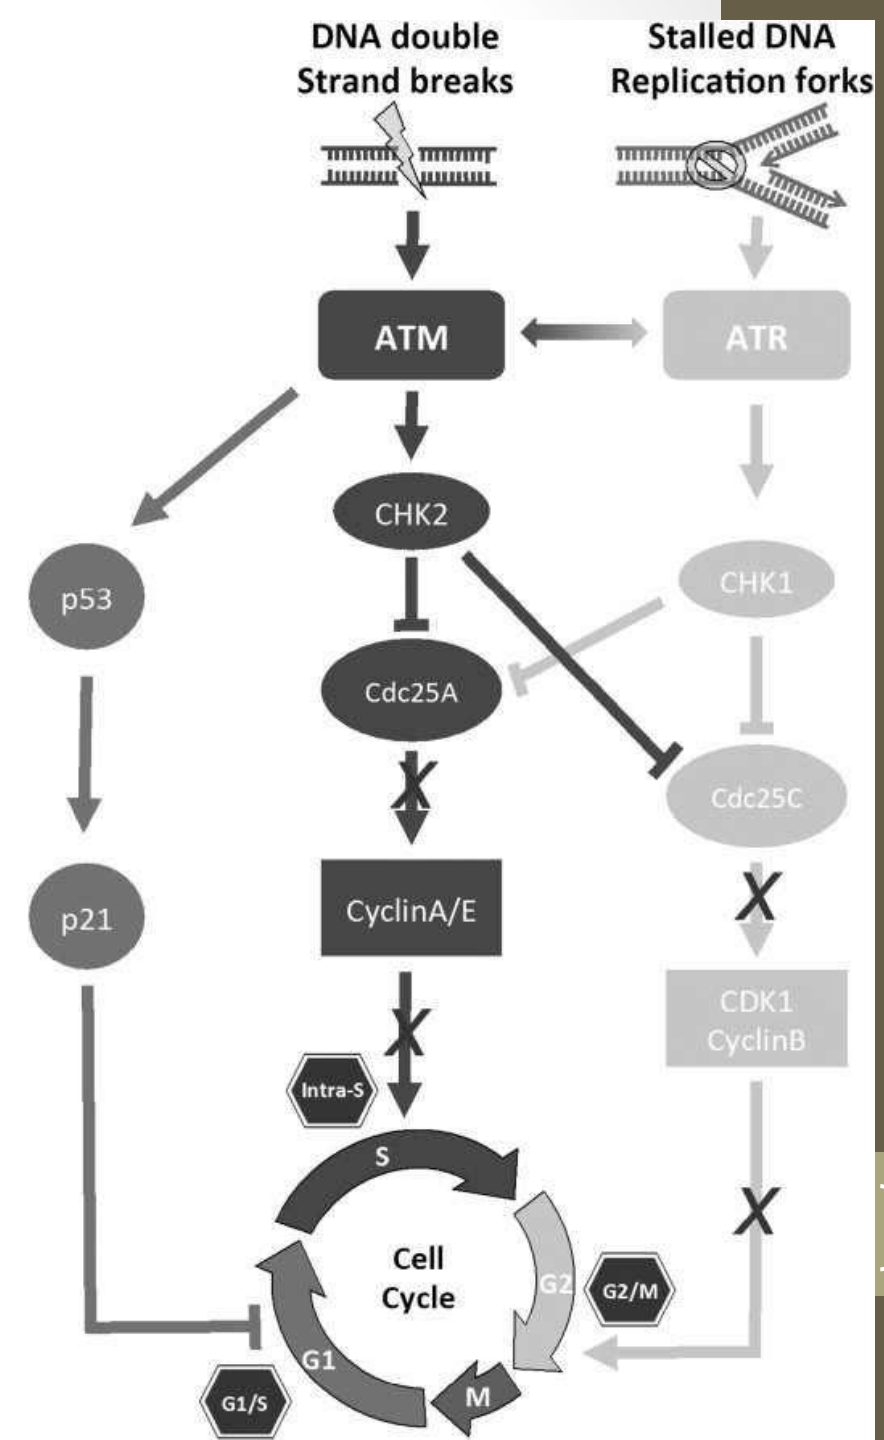 DNA double
Strand breaks
Stalled DNA
Replication forks
ATM
ATR
CHK2
CHK1
p53
Cdc25A
Cdc25C
X
X
p21
CyclinA/E
CDK1
CyclinB
X
X
Intra-S
S
Cell
Cycle
G2
G2/M
G1
M
G1/S